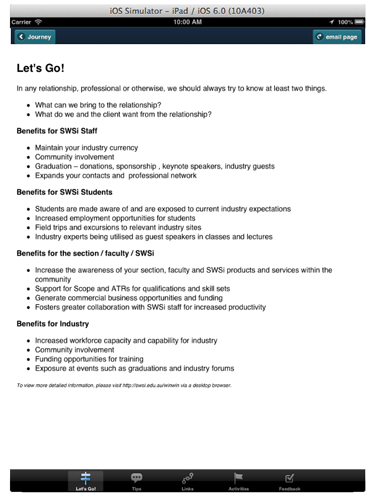 iOS Simulator – iPad / iOS 6.0 (10A403)
Carrier 10:00 AM 100%
Journey email page
Let's Go!
In any relationship, professional or otherwise, we should always try to know at least two things.
• What can we bring to the relationship?
• What do we and the client want from the relationship?
Benefits for SWSi Staff
• Maintain your industry currency
• Community involvement
• Graduation – donations, sponsorship , keynote speakers, industry guests
• Expands your contacts and professional network
Benefits for SWSi Students
• Students are made aware of and are exposed to current industry expectations
• Increased employment opportunities for students
• Field trips and excursions to relevant industry sites
• Industry experts being utilised as guest speakers in classes and lectures
Benefits for the section / faculty / SWSi
• Increase the awareness of your section, faculty and SWSi products and services within the
community
• Support for Scope and ATRs for qualifications and skill sets
• Generate commercial business opportunities and funding
• Fosters greater collaboration with SWSi staff for increased productivity
Benefits for Industry
• Increased workforce capacity and capability for industry
• Community involvement
• Funding opportunities for training
• Exposure at events such as graduations and industry forums
To view more detailed information, please visit http://swsi.edu.au/winwin via a desktop browser.
Let's Go! Tips Links Activities Feedback